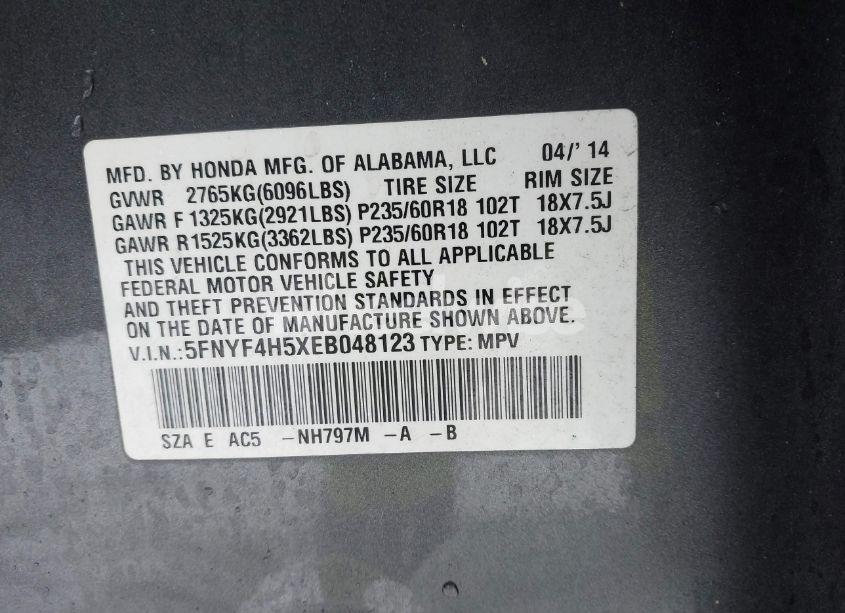 MFD. BY HONDA MFG. OF ALABAMA, LLC 04/' 14
GVWR 2765KG(6096LBS) TIRE SIZE RIM SIZE
GAWR F 1325KG(2921LBS) P235/60R18 102T 18X7.5J
GAWR R1525KG(3362LBS) P235/60R18 102T 18X7.5J
THIS VEHICLE CONFORMS TO ALL APPLICABLE
FEDERAL MOTOR VEHICLE SAFETY
AND THEFT PREVENTION STANDARDS IN EFFECT
ON THE DATE OF MANUFACTURE SHOWN ABOVE.
V.I.N.:5FNYF4H5XEB048123 TYPE: MPV
SZA E AC5 -NH797M -A -B